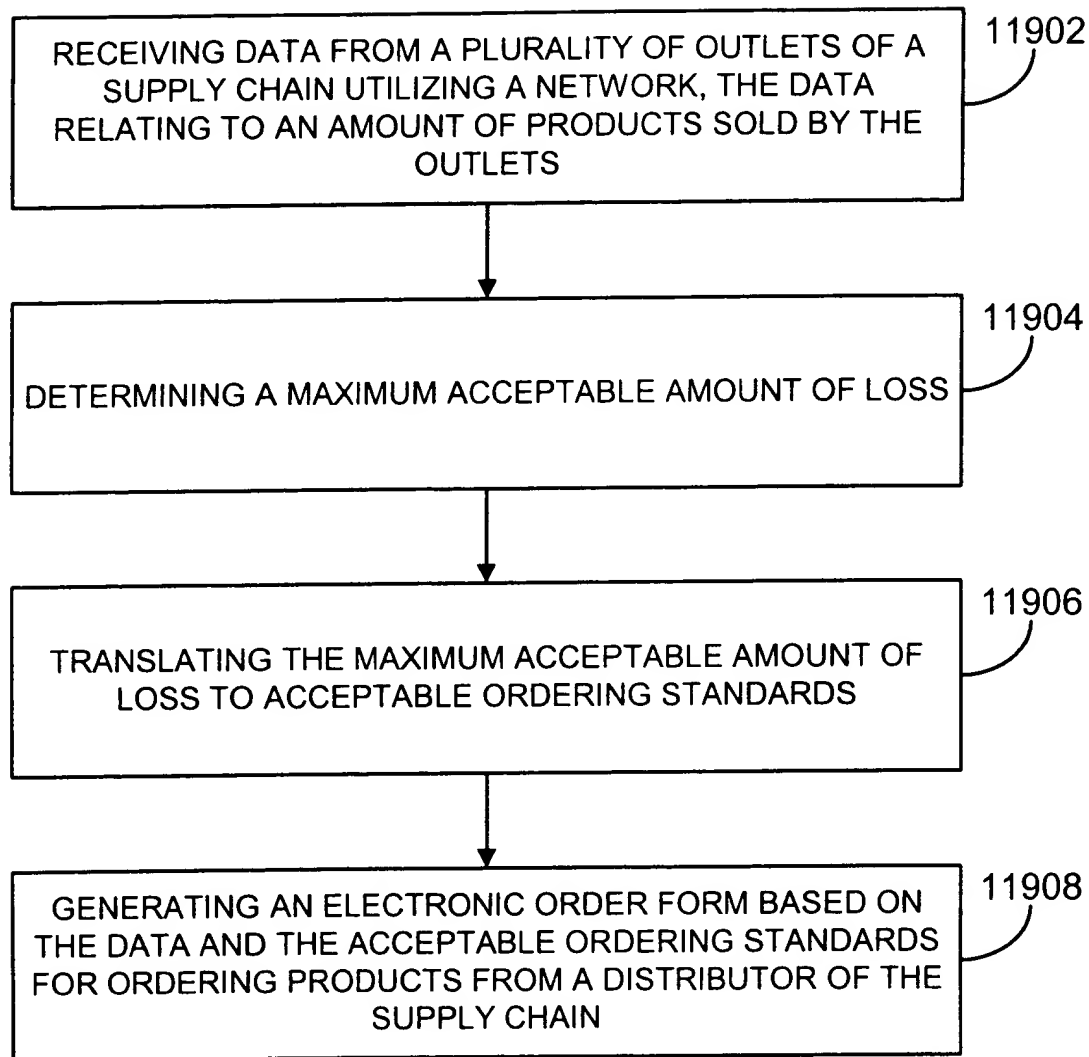 RECEIVING DATA FROM A PLURALITY OF OUTLETS OF A
SUPPLY CHAIN UTILIZING A NETWORK, THE DATA
RELATING TO AN AMOUNT OF PRODUCTS SOLD BY THE
OUTLETS
11902
DETERMINING A MAXIMUM ACCEPTABLE AMOUNT OF LOSS
11904
TRANSLATING THE MAXIMUM ACCEPTABLE AMOUNT OF
LOSS TO ACCEPTABLE ORDERING STANDARDS
11906
GENERATING AN ELECTRONIC ORDER FORM BASED ON
THE DATA AND THE ACCEPTABLE ORDERING STANDARDS
FOR ORDERING PRODUCTS FROM A DISTRIBUTOR OF THE
SUPPLY CHAIN
11908